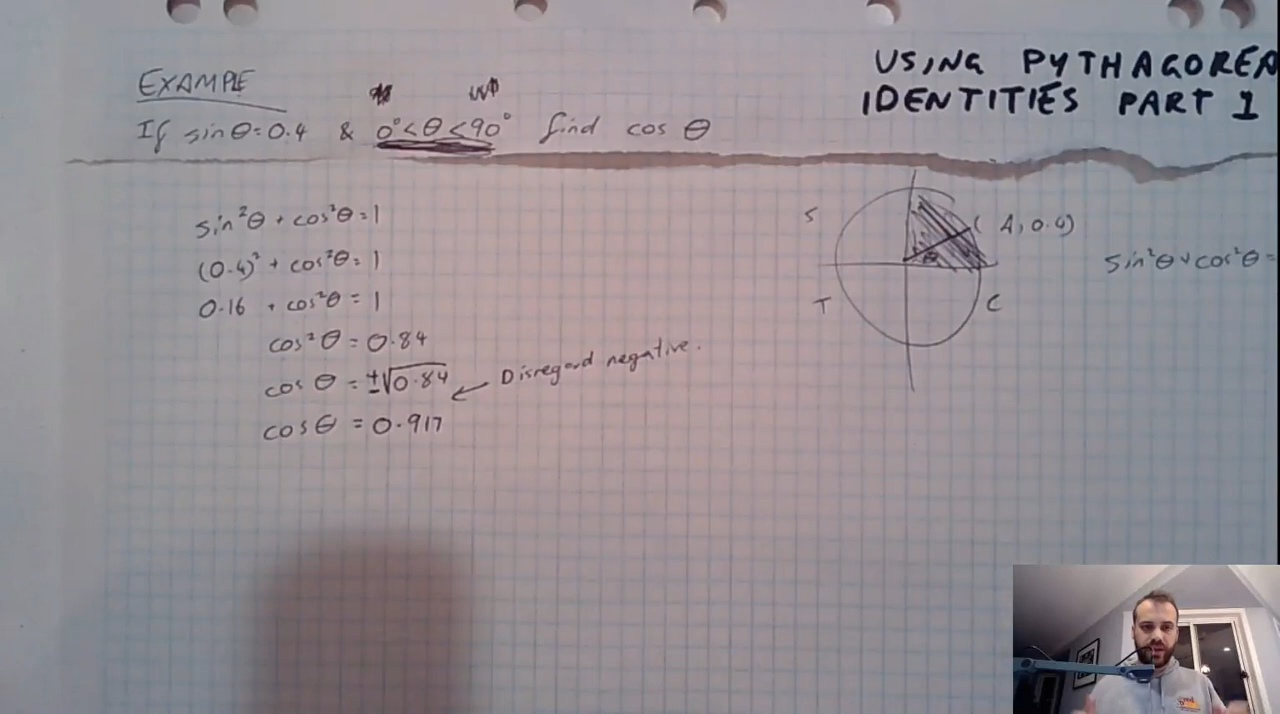 USING PYTHAGOREA
IDENTITIES PART 1
EXAMPLE
If sinθ=0.4 & 0°<θ<90° find cos θ
sin²θ + cos²θ=1
(0.4)² + cos²θ= 1
0.16 + cos²θ = 1
cos²θ = 0.84
cos θ = ±√0.84
Disregard negative.
cosθ = 0.917
S
A, 0.4)
T
C
sin²θ+cos²θ=